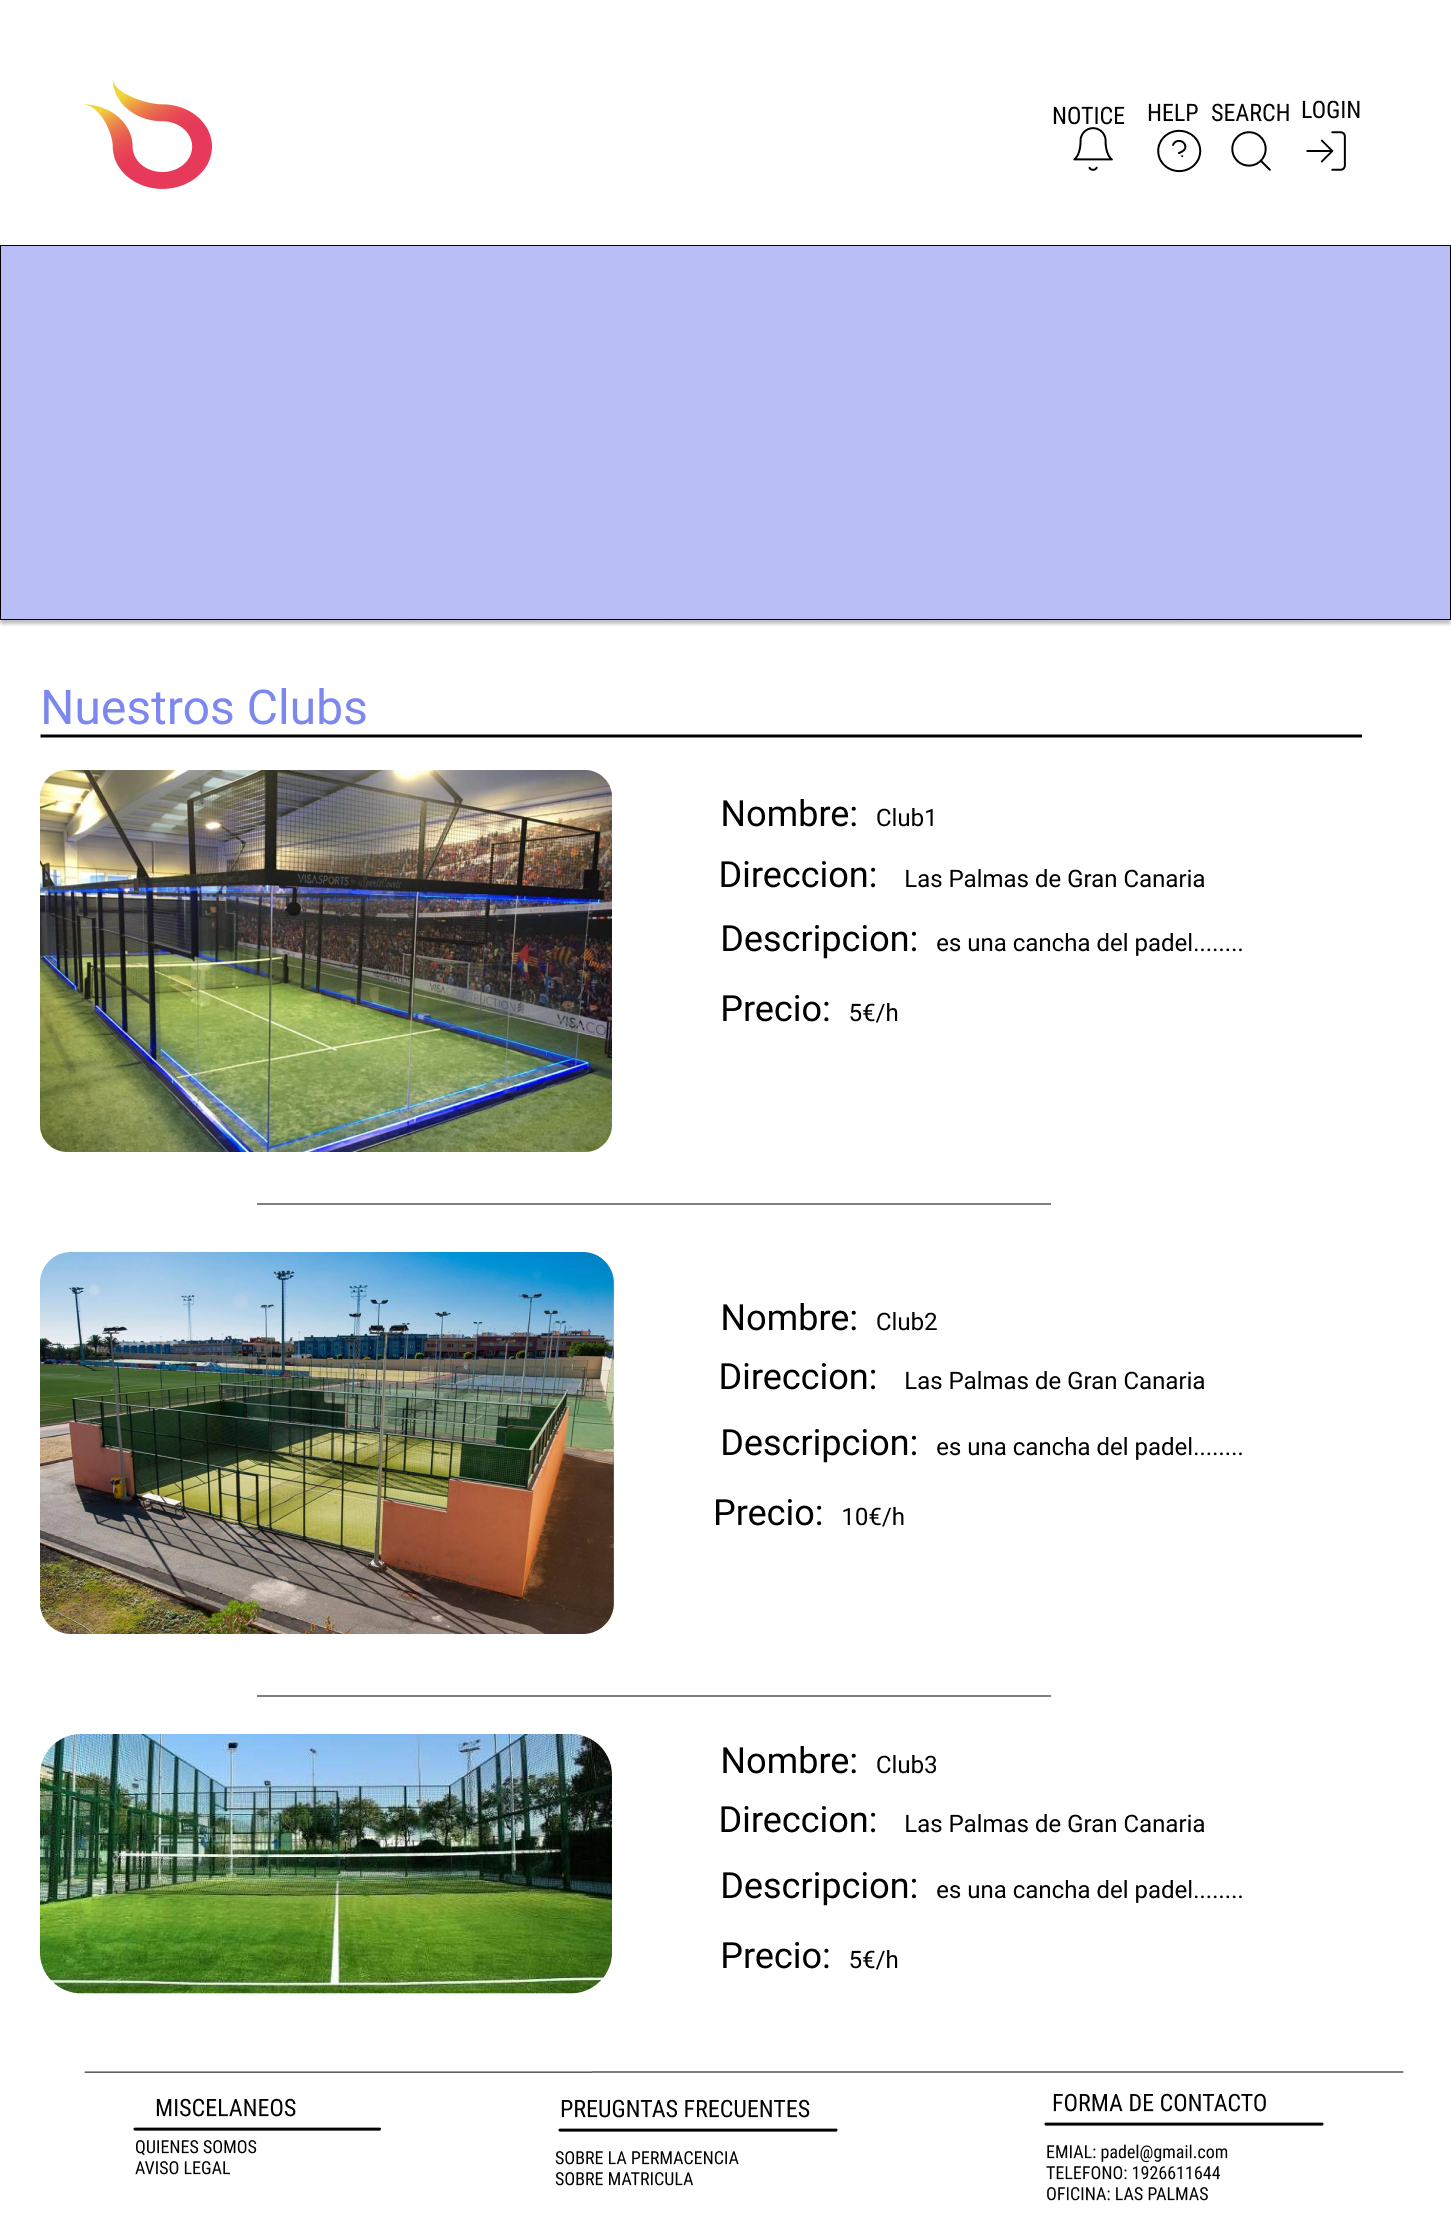 NOTICE HELP SEARCH LOGIN
Nuestros Clubs
VISASPORTS
Nombre: Club1
Direccion: Las Palmas de Gran Canaria
Descripcion: es una cancha del padel........
Precio: 5€/h
Nombre: Club2
Direccion: Las Palmas de Gran Canaria
Descripcion: es una cancha del padel........
Precio: 10€/h
Nombre: Club3
Direccion: Las Palmas de Gran Canaria
Descripcion: es una cancha del padel........
Precio: 5€/h
MISCELANEOS
QUIENES SOMOS
AVISO LEGAL
PREUGNTAS FRECUENTES
SOBRE LA PERMACENCIA
SOBRE MATRICULA
FORMA DE CONTACTO
EMIAL: padel@gmail.com
TELEFONO: 1926611644
OFICINA: LAS PALMAS